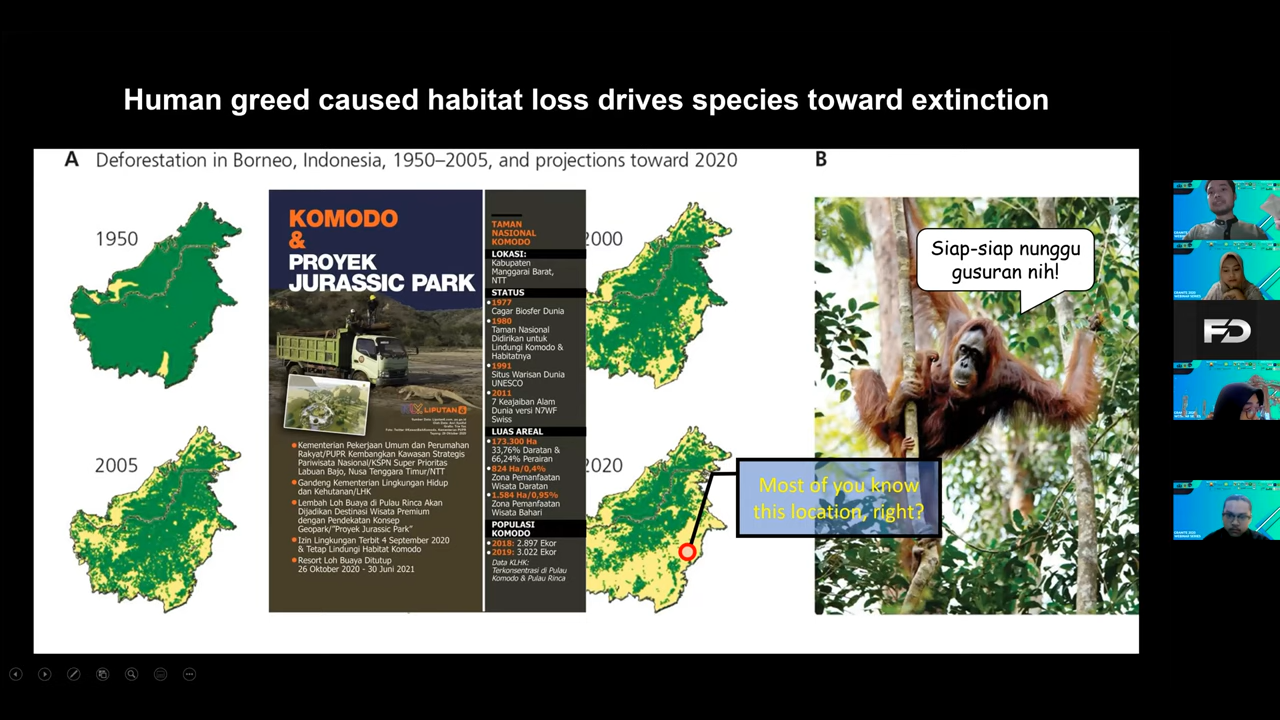 Human greed caused habitat loss drives species toward extinction
A Deforestation in Borneo, Indonesia, 1950–2005, and projections toward 2020
B
1950
2000
2005
2020
KOMODO
&
PROYEK
JURASSIC PARK
LIPUTAN 6
Kementerian Pekerjaan Umum dan Perumahan
Rakyat/PUPR Kembangkan Kawasan Strategis
Pariwisata Nasional/KSPN Super Prioritas
Labuan Bajo, Nusa Tenggara Timur/NTT
Gandeng Kementerian Lingkungan Hidup
dan Kehutanan/LHK
Lembah Loh Buaya di Pulau Rinca Akan
Dijadikan Destinasi Wisata Premium
dengan Pendekatan Konsep
Geopark/"Proyek Jurassic Park"
Izin Lingkungan Terbit 4 September 2020
& Tetap Lindungi Habitat Komodo
Resort Loh Buaya Ditutup
26 Oktober 2020 - 30 Juni 2021
TAMAN
NASIONAL
KOMODO
LOKASI:
Kabupaten
Manggarai Barat,
NTT
STATUS
1977
Cagar Biosfer Dunia
1980
Taman Nasional
Didirikan untuk
Lindungi Komodo &
Habitatnya
1991
Situs Warisan Dunia
UNESCO
2011
7 Keajaiban Alam
Dunia versi N7WF
Swiss
LUAS AREAL
173.300 Ha
33,76% Daratan &
66,24% Perairan
824 Ha/0,4%
Zona Pemanfaatan
Wisata Daratan
1.584 Ha/0,95%
Zona Pemanfaatan
Wisata Bahari
POPULASI
KOMODO
2018: 2.897 Ekor
2019: 3.022 Ekor
Data KLHK:
Terkonsentrasi di Pulau
Komodo & Pulau Rinca
Most of you know
this location, right?
Siap-siap nunggu
gusuran nih!
FD